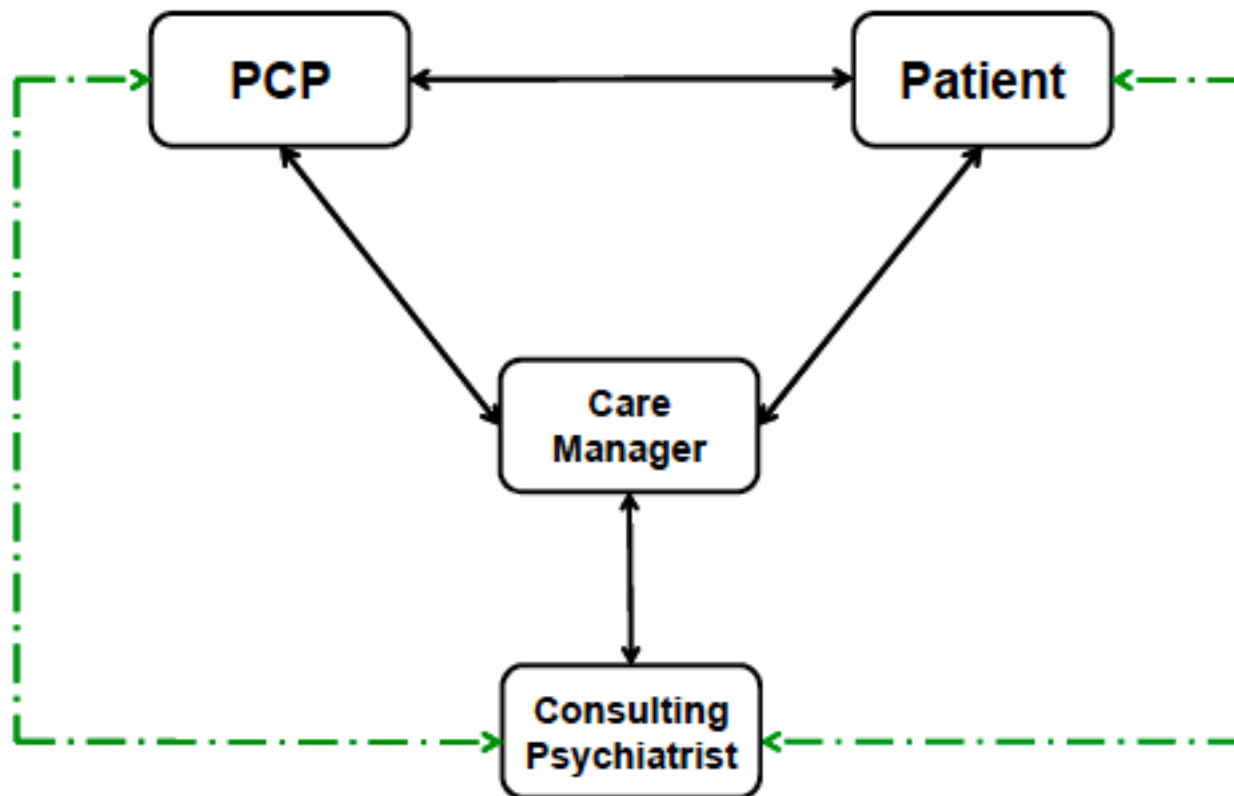 PCP
Patient
Care
Manager
Consulting
Psychiatrist